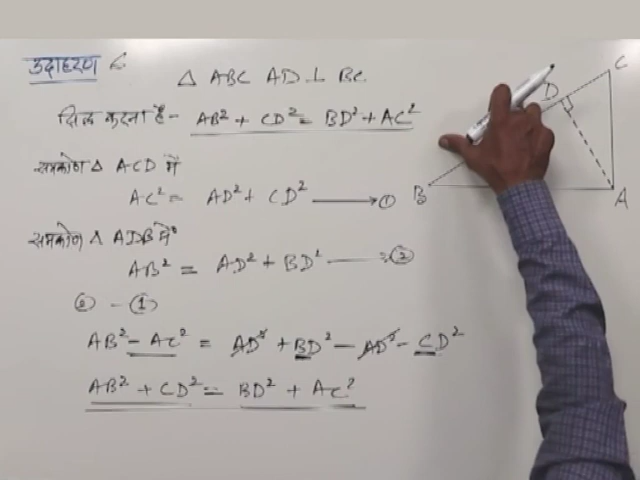 उदाहरण 6
△ ABC AD ⊥ BC.
सिद्ध करना है - AB² + CD² = BD² + AC²
समकोण △ ACD में
AC² = AD² + CD² ⟶ ①
समकोण △ ADB में
AB² = AD² + BD² ⟶ ②
② - ①
AB² - AC² = AD² + BD² - AD² - CD²
AB² + CD² = BD² + AC²
C
D
B
A